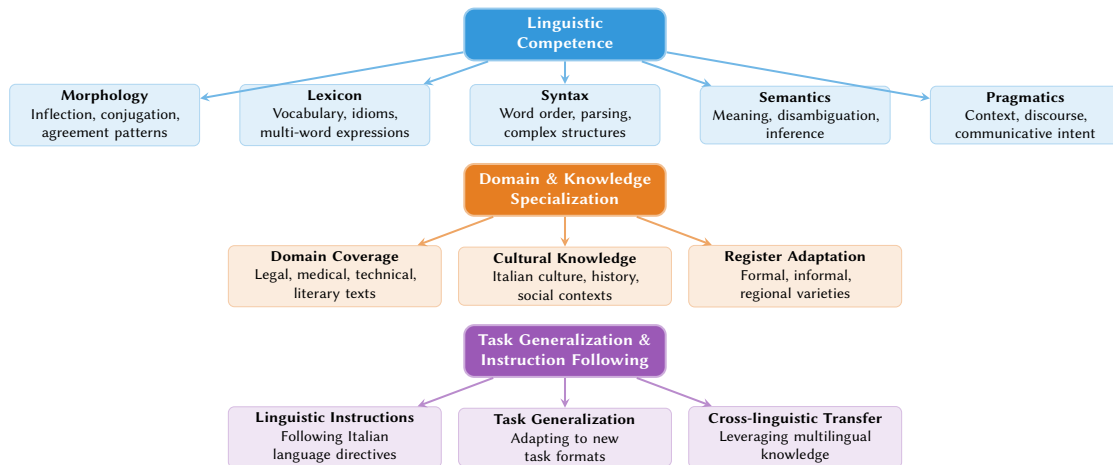 Linguistic
Competence
Morphology
Inflection, conjugation,
agreement patterns
Lexicon
Vocabulary, idioms,
multi-word expressions
Syntax
Word order, parsing,
complex structures
Semantics
Meaning, disambiguation,
inference
Pragmatics
Context, discourse,
communicative intent
Domain & Knowledge
Specialization
Domain Coverage
Legal, medical, technical,
literary texts
Cultural Knowledge
Italian culture, history,
social contexts
Register Adaptation
Formal, informal,
regional varieties
Task Generalization &
Instruction Following
Linguistic Instructions
Following Italian
language directives
Task Generalization
Adapting to new
task formats
Cross-linguistic Transfer
Leveraging multilingual
knowledge